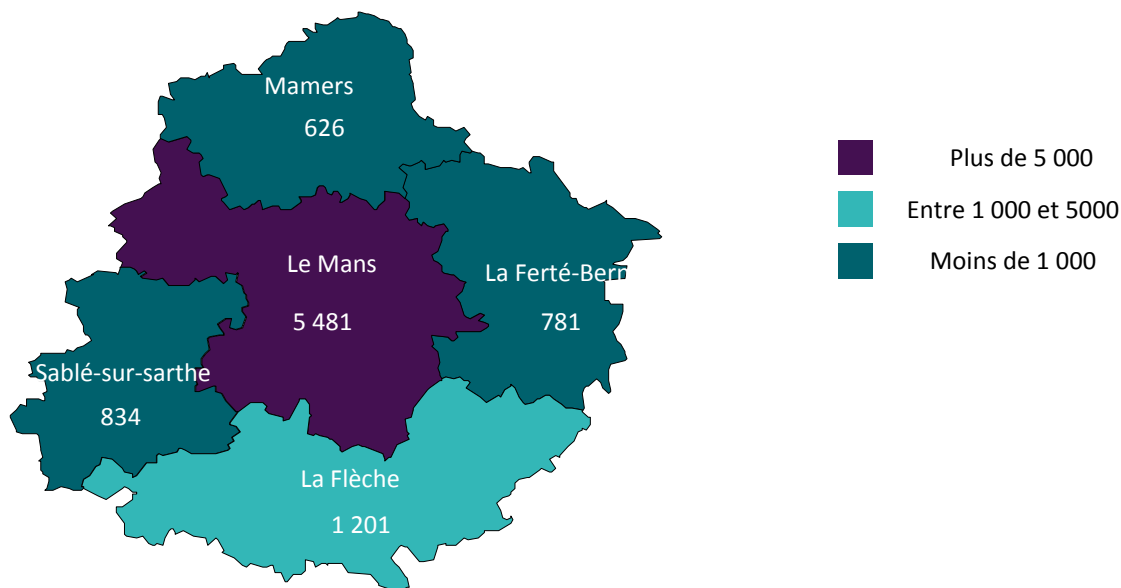 Mamers
626
Le Mans
5 481
La Ferté-Bern
781
Sablé-sur-sarthe
834
La Flèche
1 201
Plus de 5 000
Entre 1 000 et 5000
Moins de 1 000